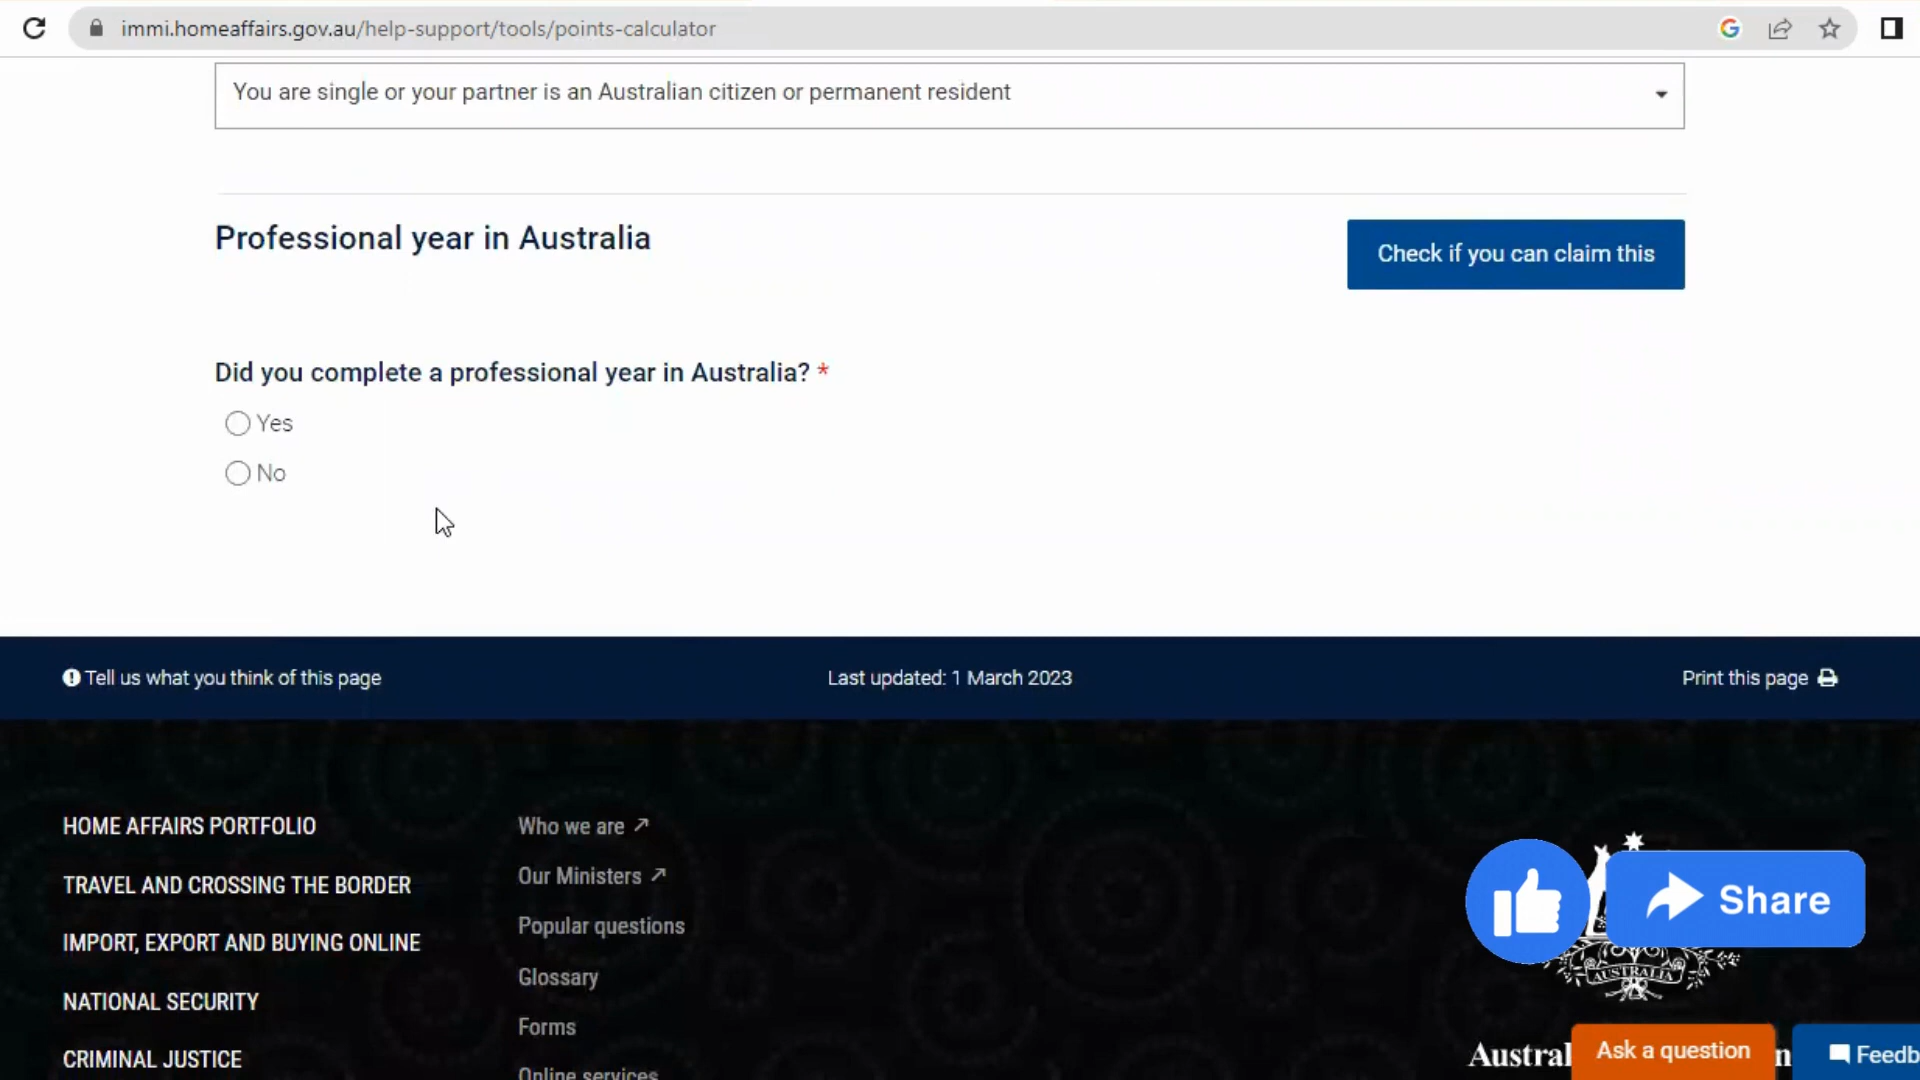 immi.homeaffairs.gov.au/help-support/tools/points-calculator
You are single or your partner is an Australian citizen or permanent resident
Professional year in Australia
Check if you can claim this
Did you complete a professional year in Australia? *
Yes
No
Tell us what you think of this page
Last updated: 1 March 2023
Print this page
HOME AFFAIRS PORTFOLIO
TRAVEL AND CROSSING THE BORDER
IMPORT, EXPORT AND BUYING ONLINE
NATIONAL SECURITY
CRIMINAL JUSTICE
Who we are
Our Ministers
Popular questions
Glossary
Forms
Online services
Share
AUSTRALIA
Austral
Ask a question
n
Feedb